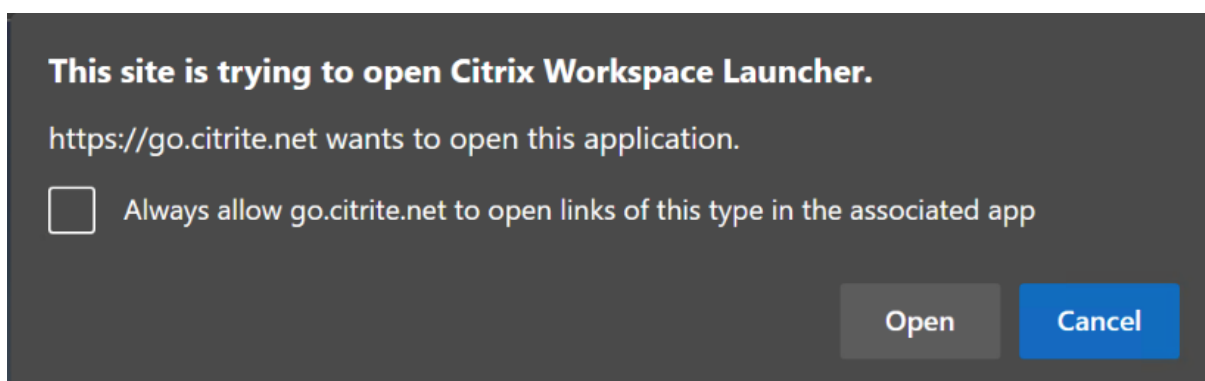 This site is trying to open Citrix Workspace Launcher.
https://go.citrite.net wants to open this application.
Always allow go.citrite.net to open links of this type in the associated app
Open
Cancel